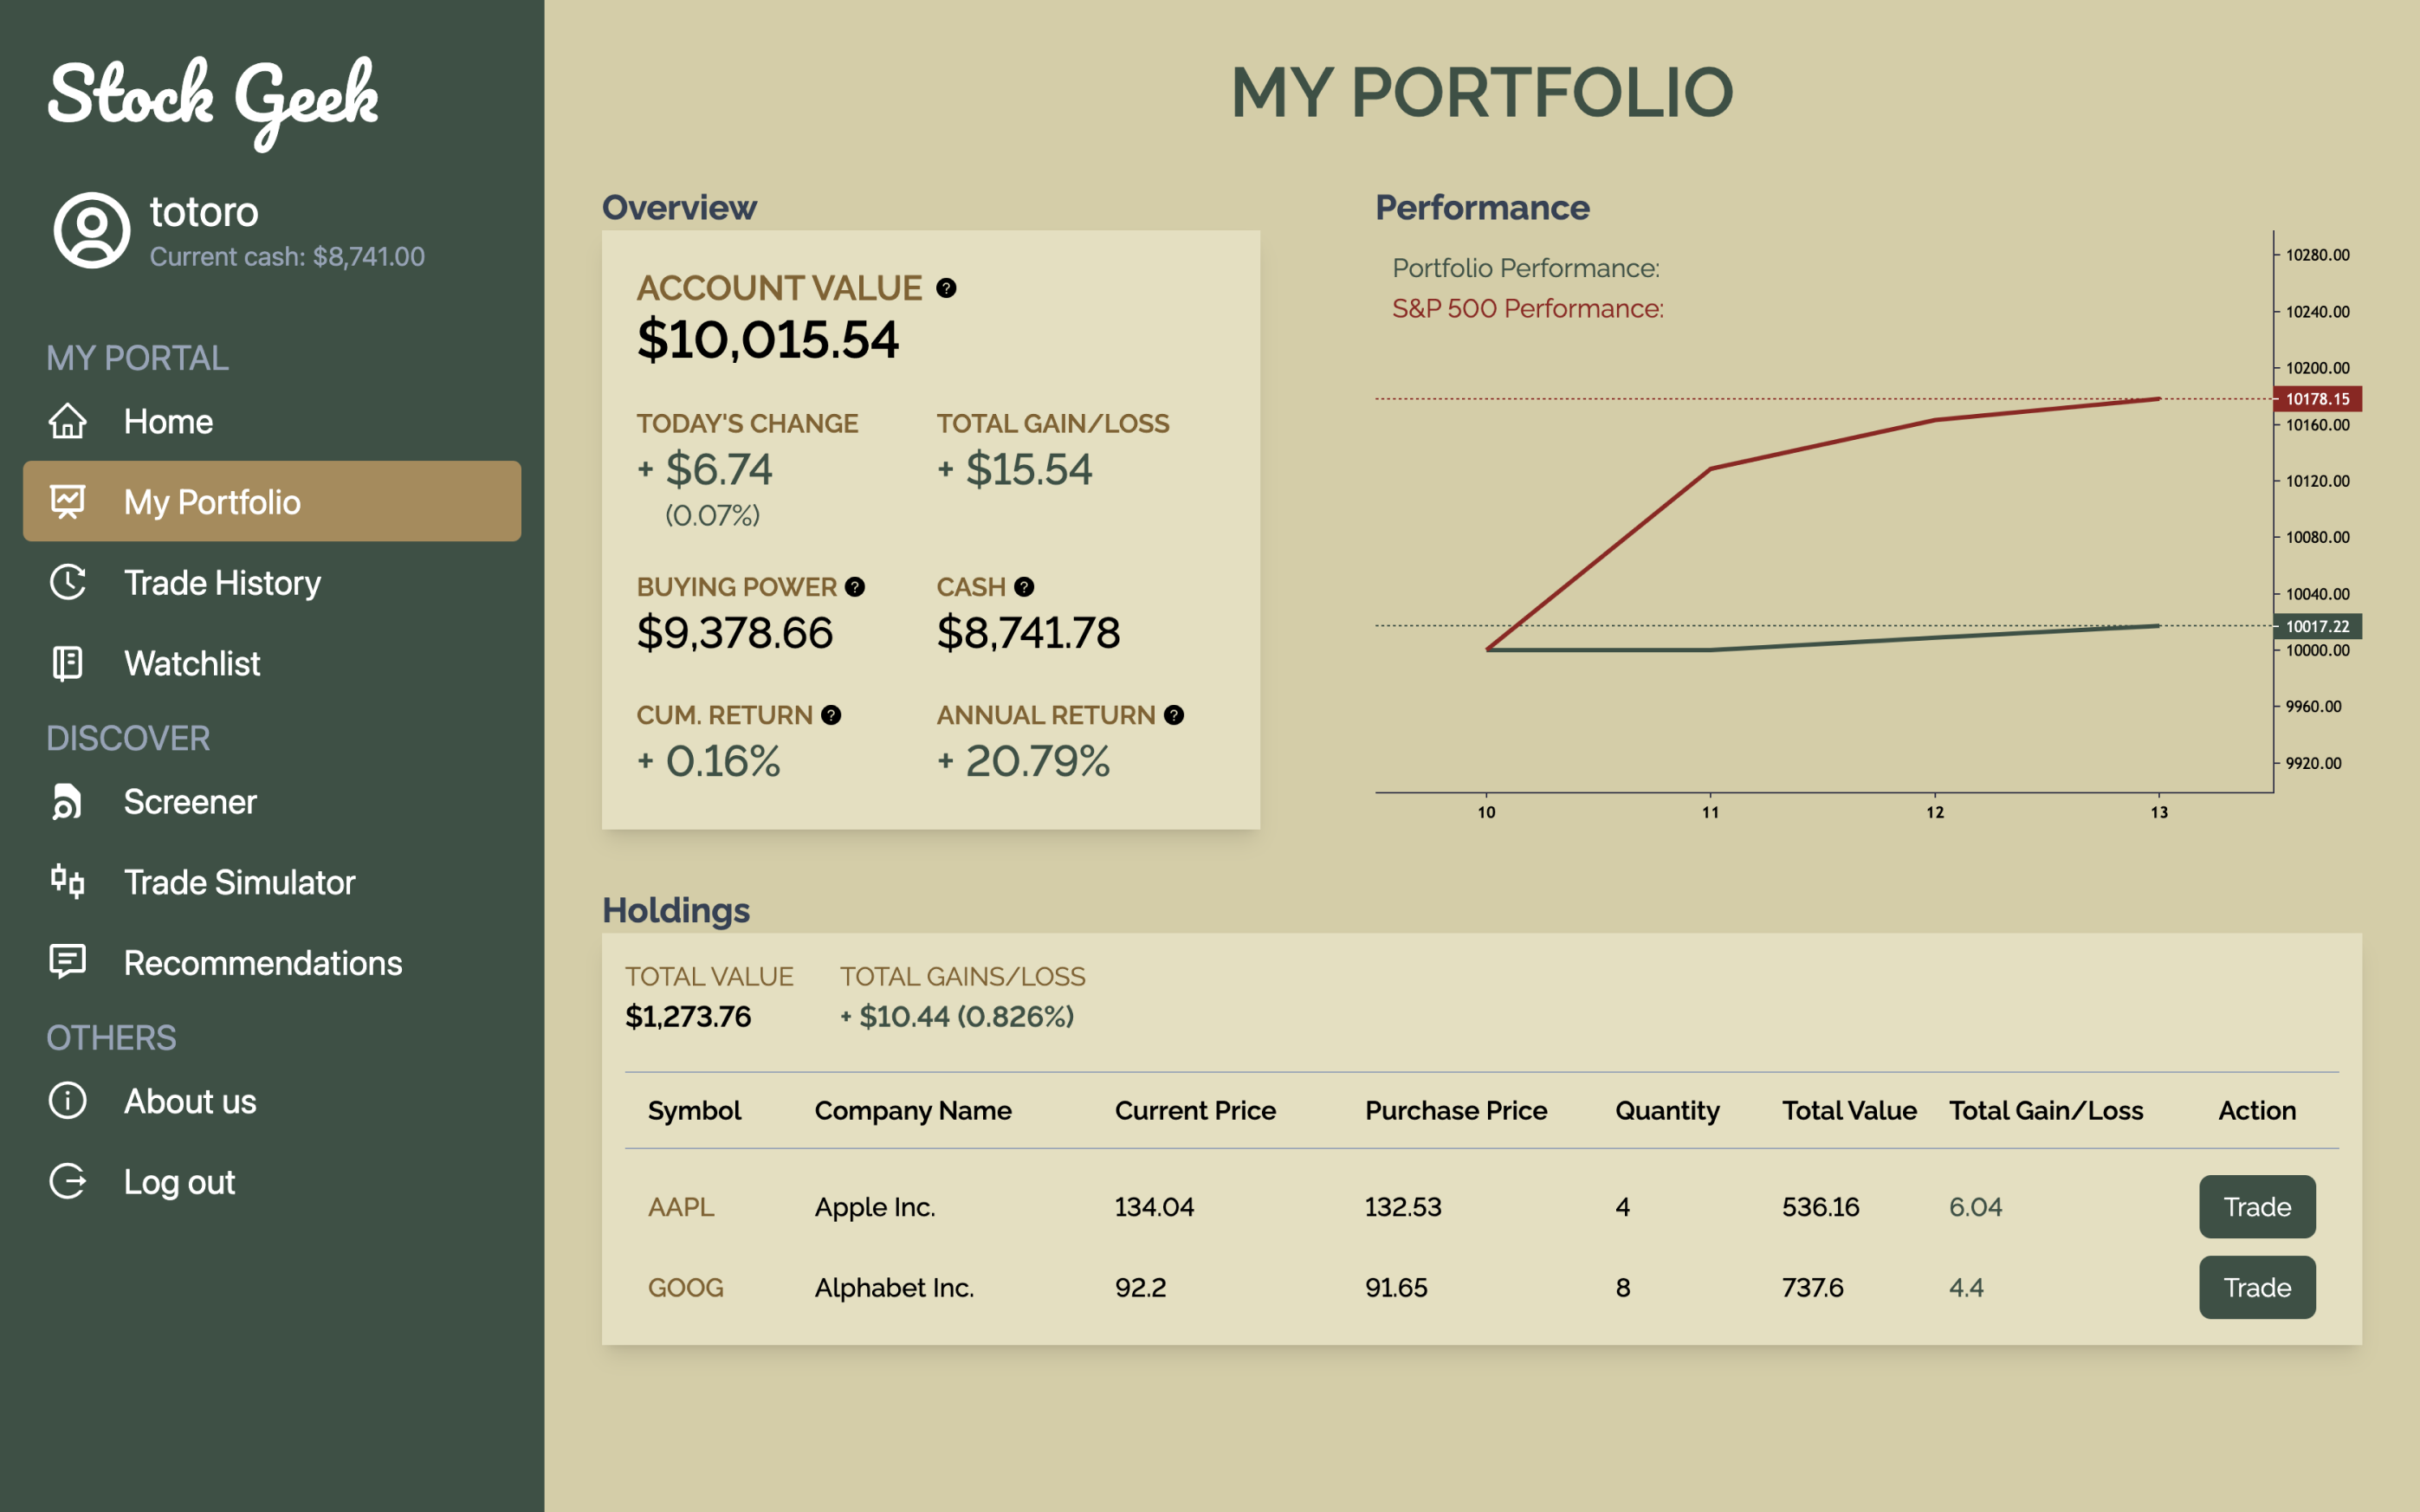 Stock Geek
totoro
Current cash: $8,741.00
MY PORTAL
Home
My Portfolio
Trade History
Watchlist
DISCOVER
Screener
Trade Simulator
Recommendations
OTHERS
About us
Log out
MY PORTFOLIO
Overview
ACCOUNT VALUE ?
$10,015.54
TODAY'S CHANGE TOTAL GAIN/LOSS
+ $6.74 + $15.54
(0.07%)
BUYING POWER ? CASH ?
$9,378.66 $8,741.78
CUM. RETURN ? ANNUAL RETURN ?
+ 0.16% + 20.79%
Performance
Portfolio Performance:
S&P 500 Performance:
10280.00
10240.00
10200.00
10178.15
10160.00
10120.00
10080.00
10040.00
10017.22
10000.00
9960.00
9920.00
10 11 12 13
Holdings
TOTAL VALUE TOTAL GAINS/LOSS
$1,273.76 + $10.44 (0.826%)
Symbol Company Name Current Price Purchase Price Quantity Total Value Total Gain/Loss Action
AAPL Apple Inc. 134.04 132.53 4 536.16 6.04 Trade
GOOG Alphabet Inc. 92.2 91.65 8 737.6 4.4 Trade